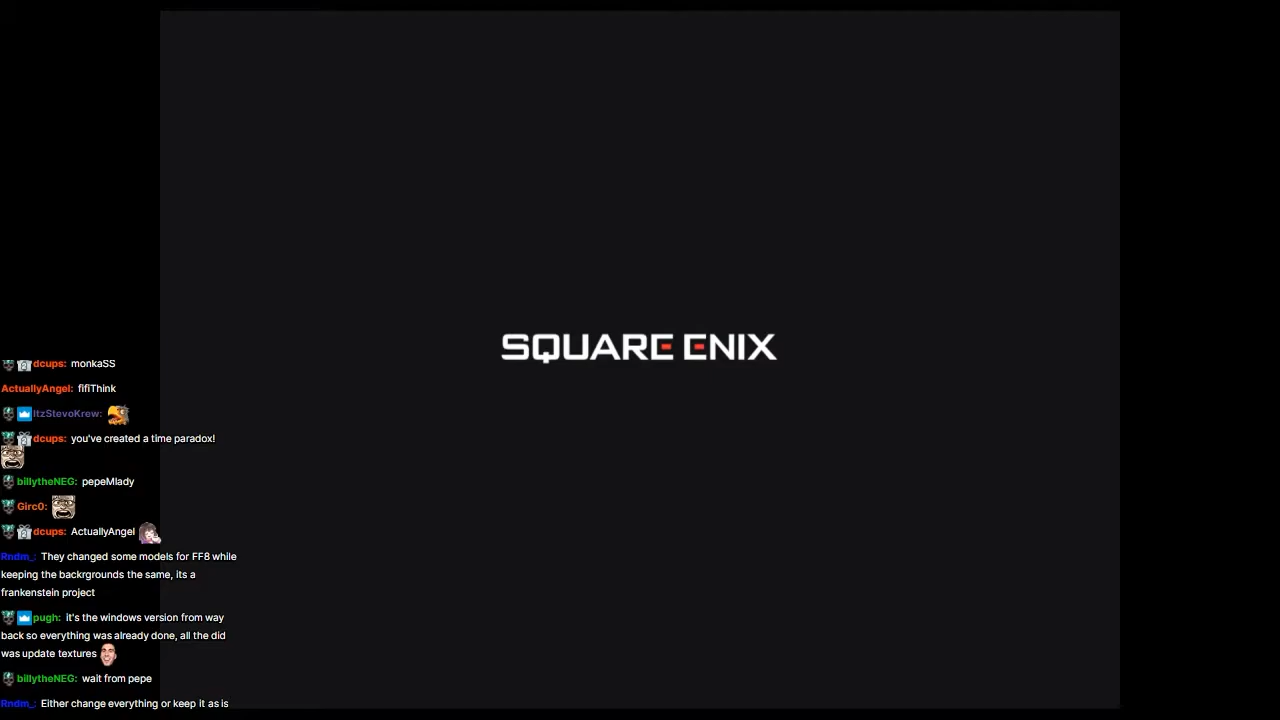 SQUARE ENIX
dcups: monkaSS
ActuallyAngel: fifiThink
ItzStevoKrew:
dcups: you've created a time paradox!
billytheNEG: pepeMlady
Girc0:
dcups: ActuallyAngel
Rndm_: They changed some models for FF8 while
keeping the backrgrounds the same, its a
frankenstein project
pugh: it's the windows version from way
back so everything was already done, all the did
was update textures
billytheNEG: wait from pepe
Rndm_: Either change everything or keep it as is